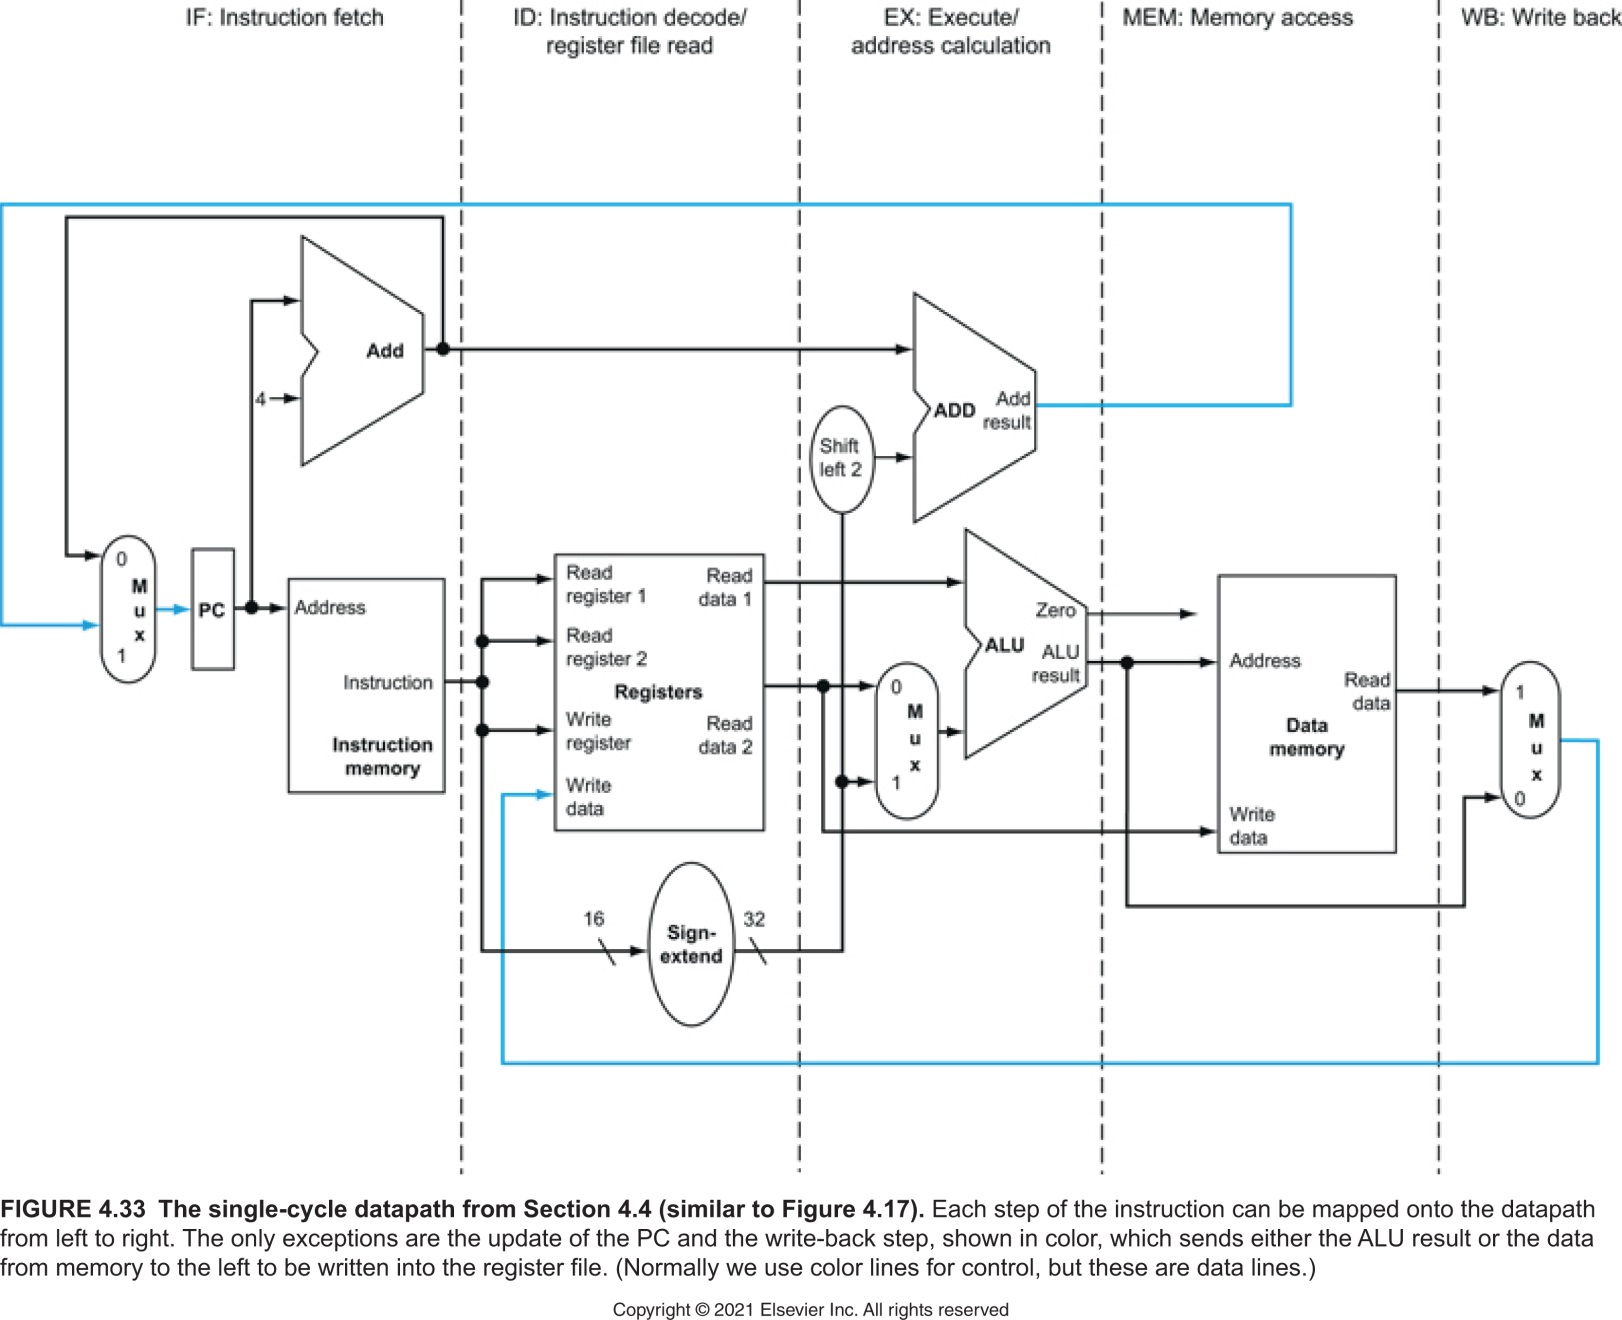 IF: Instruction fetch
ID: Instruction decode/
register file read
EX: Execute/
address calculation
MEM: Memory access
WB: Write back
Add
4
ADD
Add
result
Shift
left 2
0
M
u
x
1
PC
Address
Instruction
Instruction
memory
Read
register 1
Read
register 2
Registers
Write
register
Write
data
Read
data 1
Read
data 2
0
M
u
x
1
Zero
ALU
ALU
result
Address
Read
data
Data
memory
Write
data
1
M
u
x
0
16
Sign-
extend
32
FIGURE 4.33 The single-cycle datapath from Section 4.4 (similar to Figure 4.17). Each step of the instruction can be mapped onto the datapath
from left to right. The only exceptions are the update of the PC and the write-back step, shown in color, which sends either the ALU result or the data
from memory to the left to be written into the register file. (Normally we use color lines for control, but these are data lines.)
Copyright © 2021 Elsevier Inc. All rights reserved